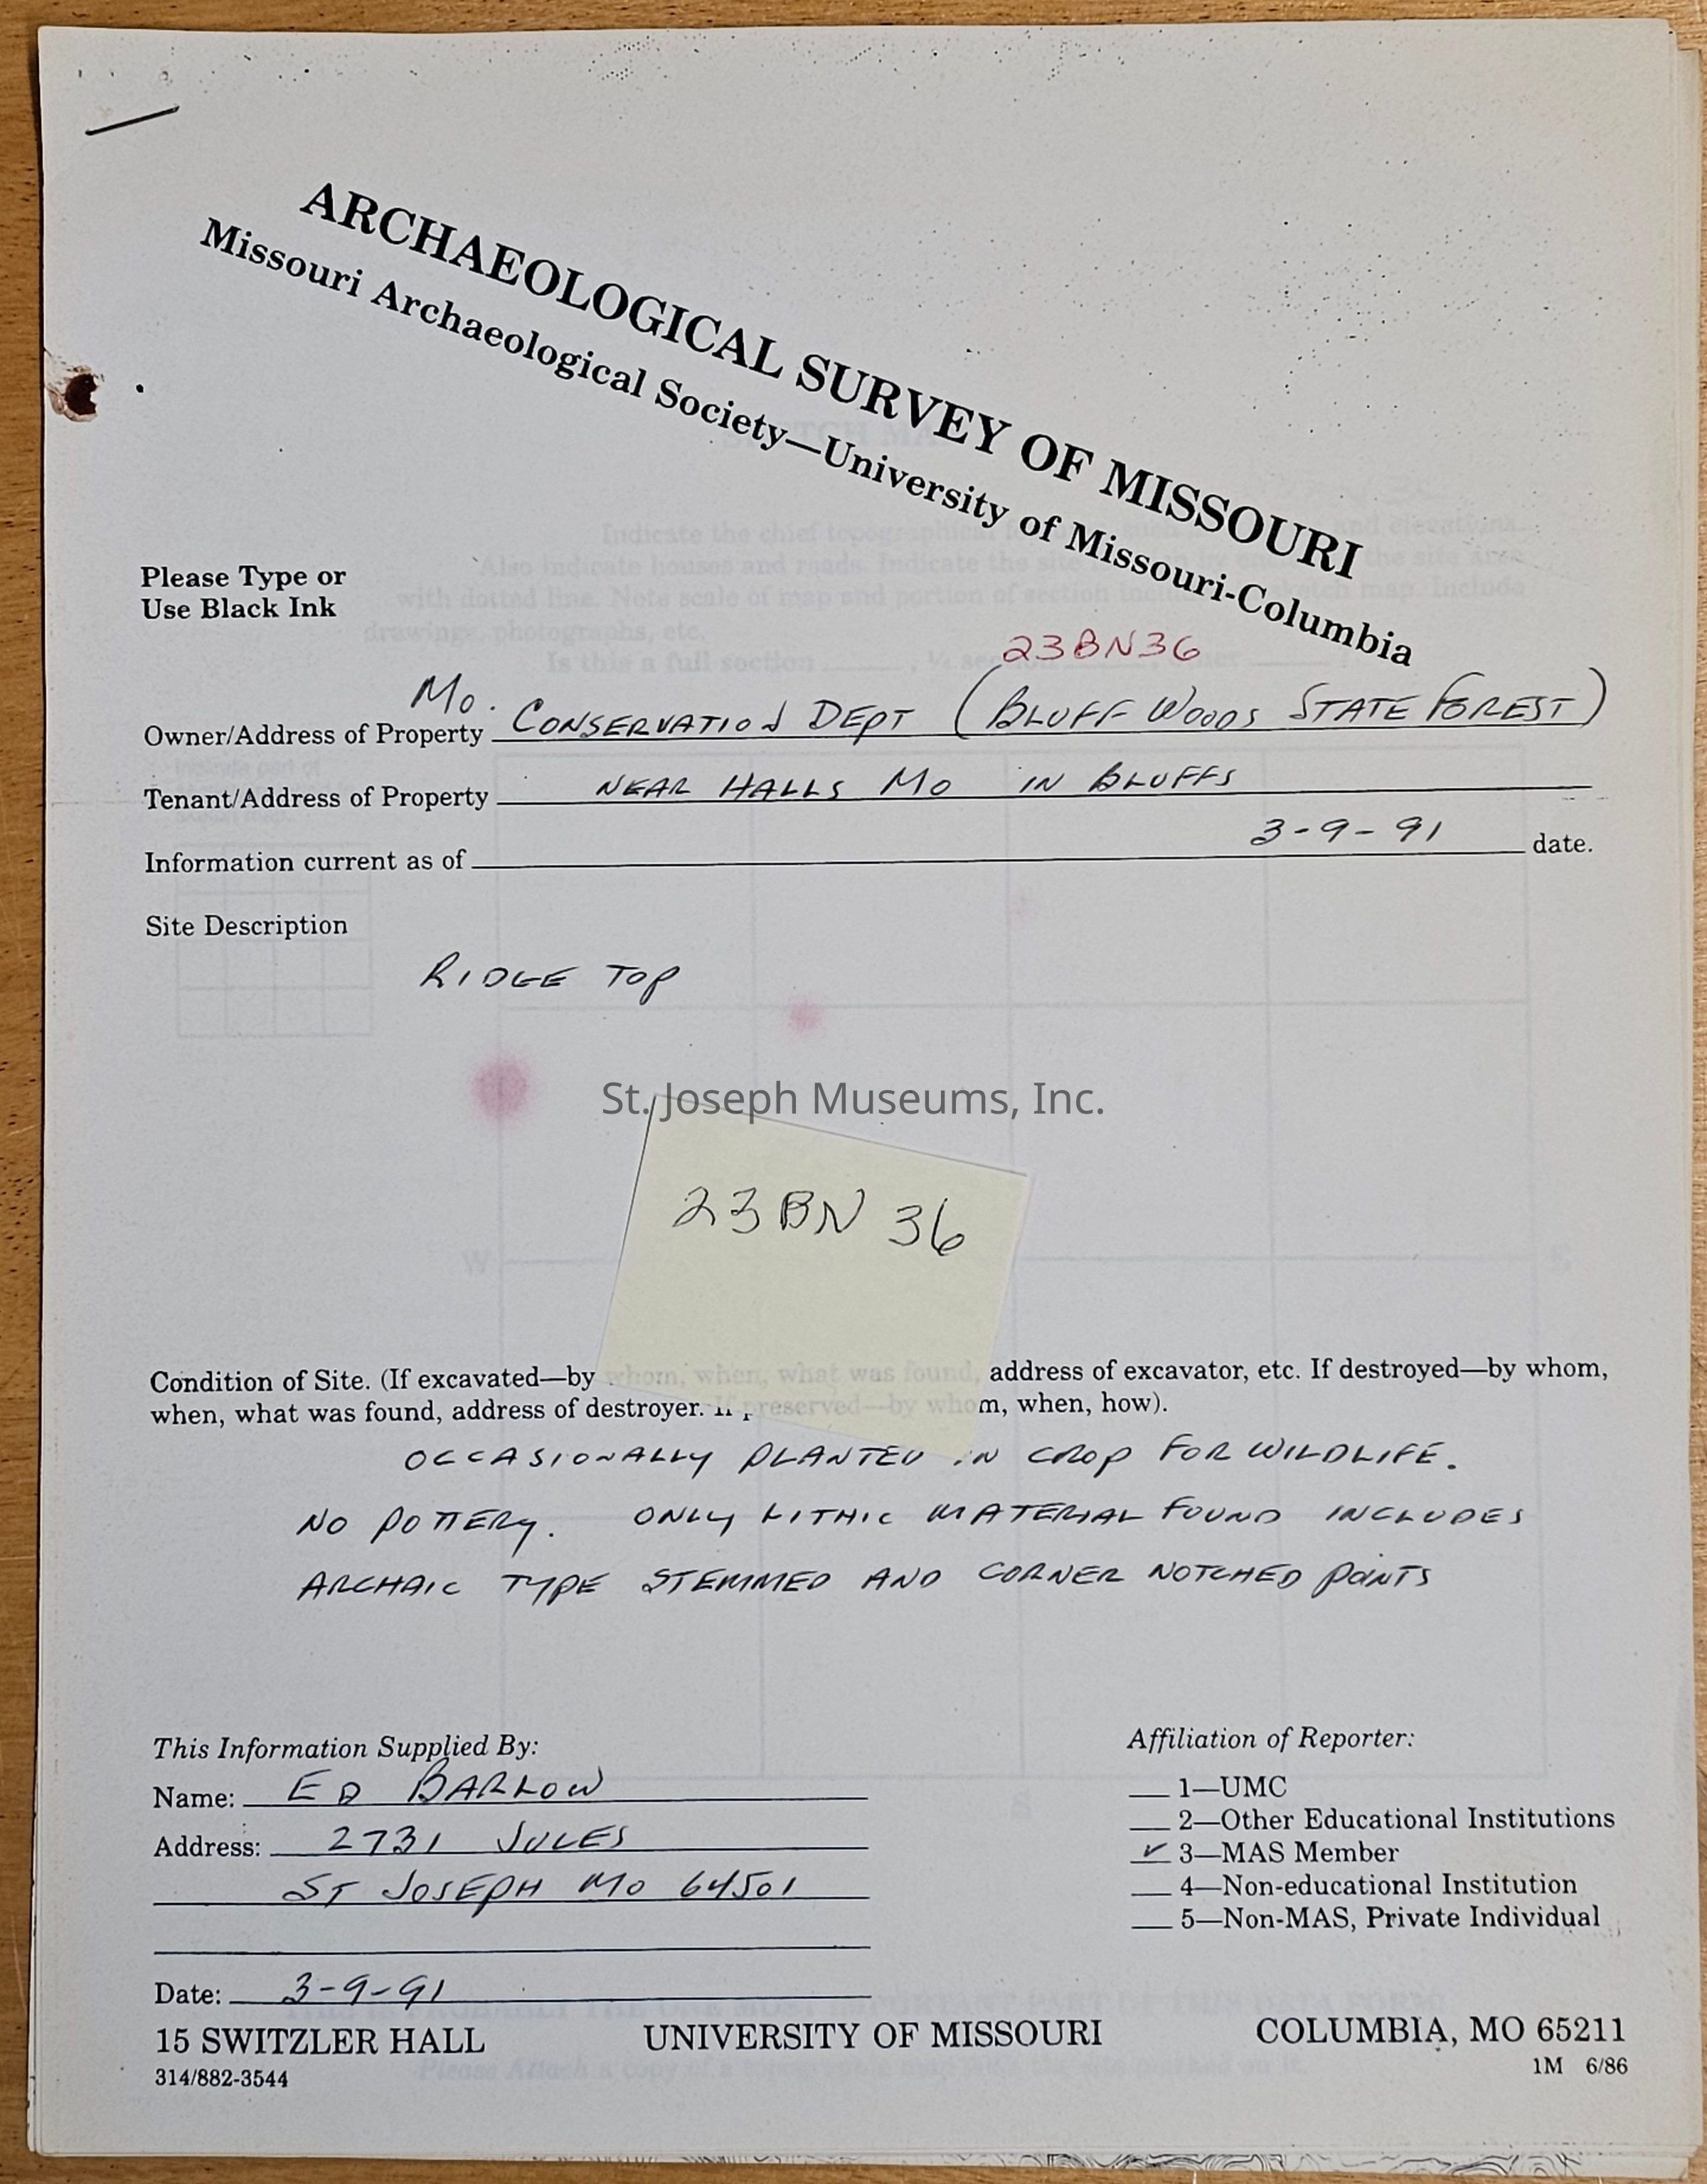 ARCHAEOLOGICAL SURVEY OF MISSOURI
Missouri Archaeological Society—University of Missouri-Columbia
Please Type or
Use Black Ink
23BN36
Owner/Address of Property Mo. CONSERVATION DEPT (BLUFF WOODS STATE FOREST)
Tenant/Address of Property NEAR HALLS MO IN BLUFFS
Information current as of 3-9-91 date.
Site Description
RIDGE TOP
St. Joseph Museums, Inc.
23BN 36
Condition of Site. (If excavated—by whom, when, what was found, address of excavator, etc. If destroyed—by whom,
when, what was found, address of destroyer. If preserved—by whom, when, how).
OCCASIONALLY PLANTED IN CROP FOR WILDLIFE.
NO POTTERY. ONLY LITHIC MATERIAL FOUND INCLUDES
ARCHAIC TYPE STEMMED AND CORNER NOTCHED POINTS
This Information Supplied By:
Name: ED BARLOW
Address: 2731 JULES
ST JOSEPH MO 64501
Date: 3-9-91
Affiliation of Reporter:
1—UMC
2—Other Educational Institutions
✓ 3—MAS Member
4—Non-educational Institution
5—Non-MAS, Private Individual
15 SWITZLER HALL UNIVERSITY OF MISSOURI COLUMBIA, MO 65211
314/882-3544 1M 6/86